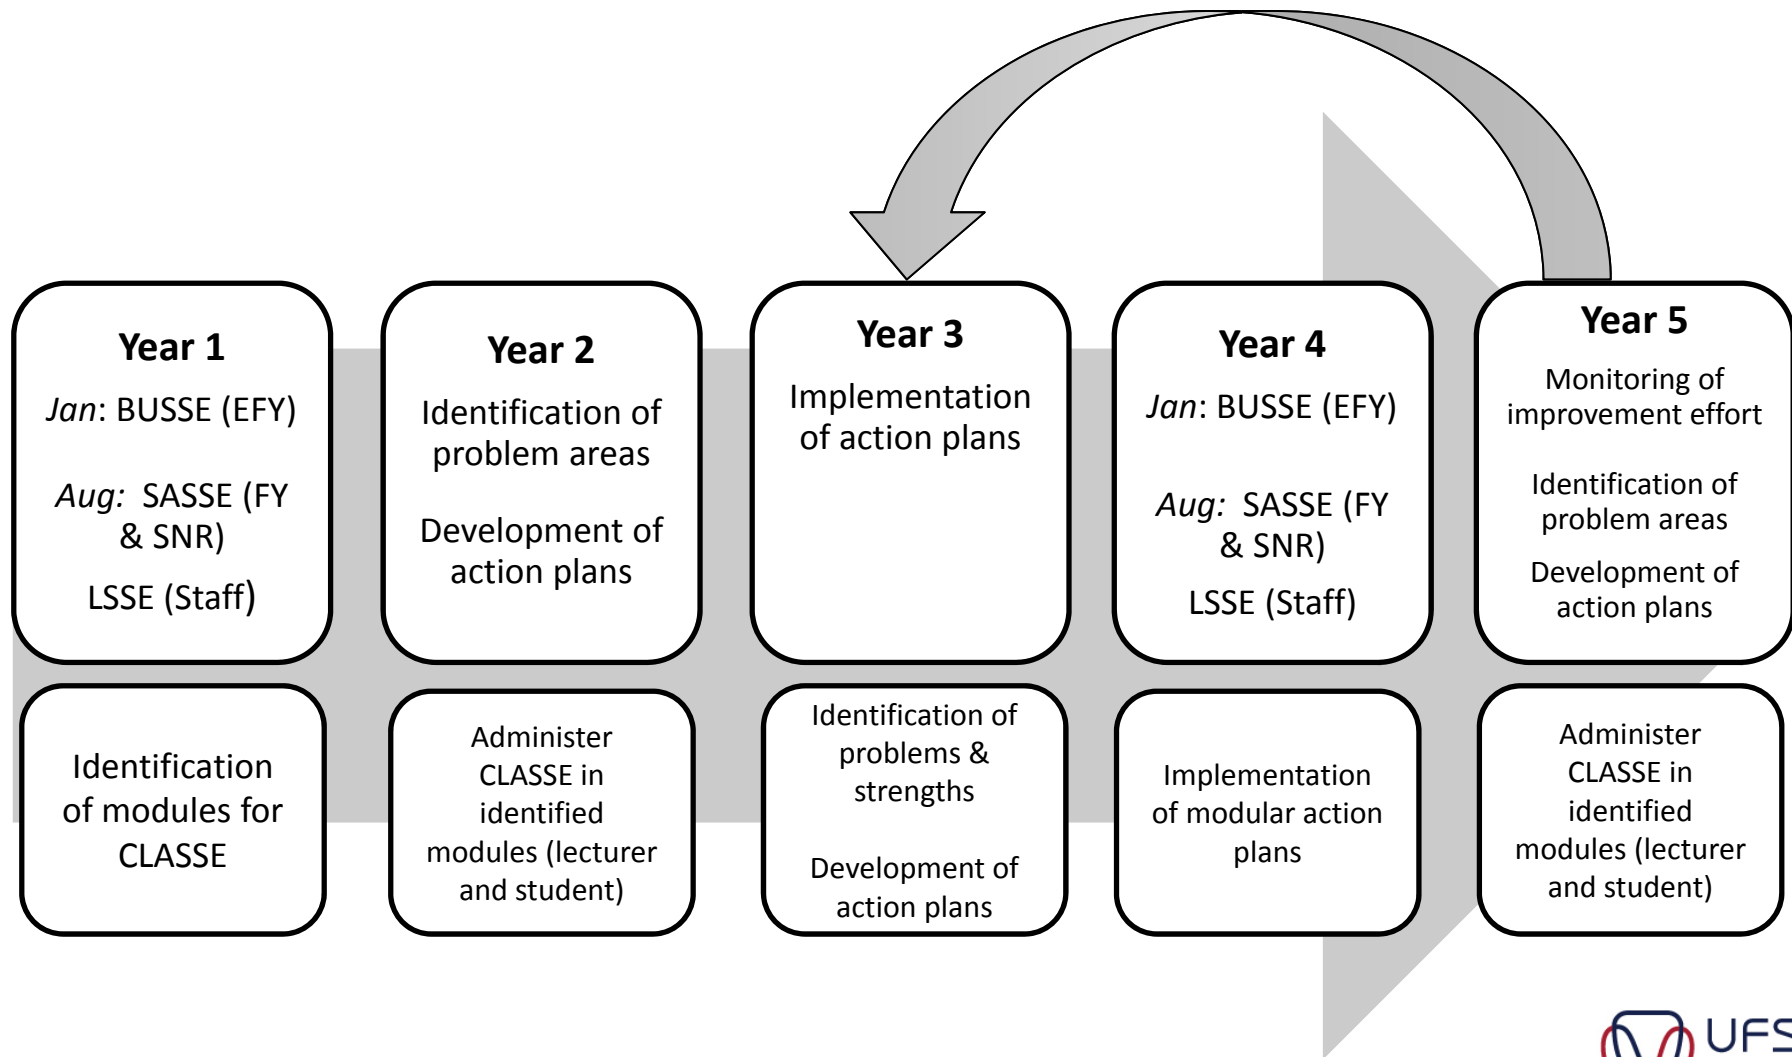 Year 1
Jan: BUSSE (EFY)
Aug: SASSE (FY
& SNR)
LSSE (Staff)
Year 2
Identification of
problem areas
Development of
action plans
Year 3
Implementation
of action plans
Year 4
Jan: BUSSE (EFY)
Aug: SASSE (FY
& SNR)
LSSE (Staff)
Year 5
Monitoring of
improvement effort
Identification of
problem areas
Development of
action plans
Identification
of modules for
CLASSE
Administer
CLASSE in
identified
modules (lecturer
and student)
Identification of
problems &
strengths
Development of
action plans
Implementation
of modular action
plans
Administer
CLASSE in
identified
modules (lecturer
and student)
UFS